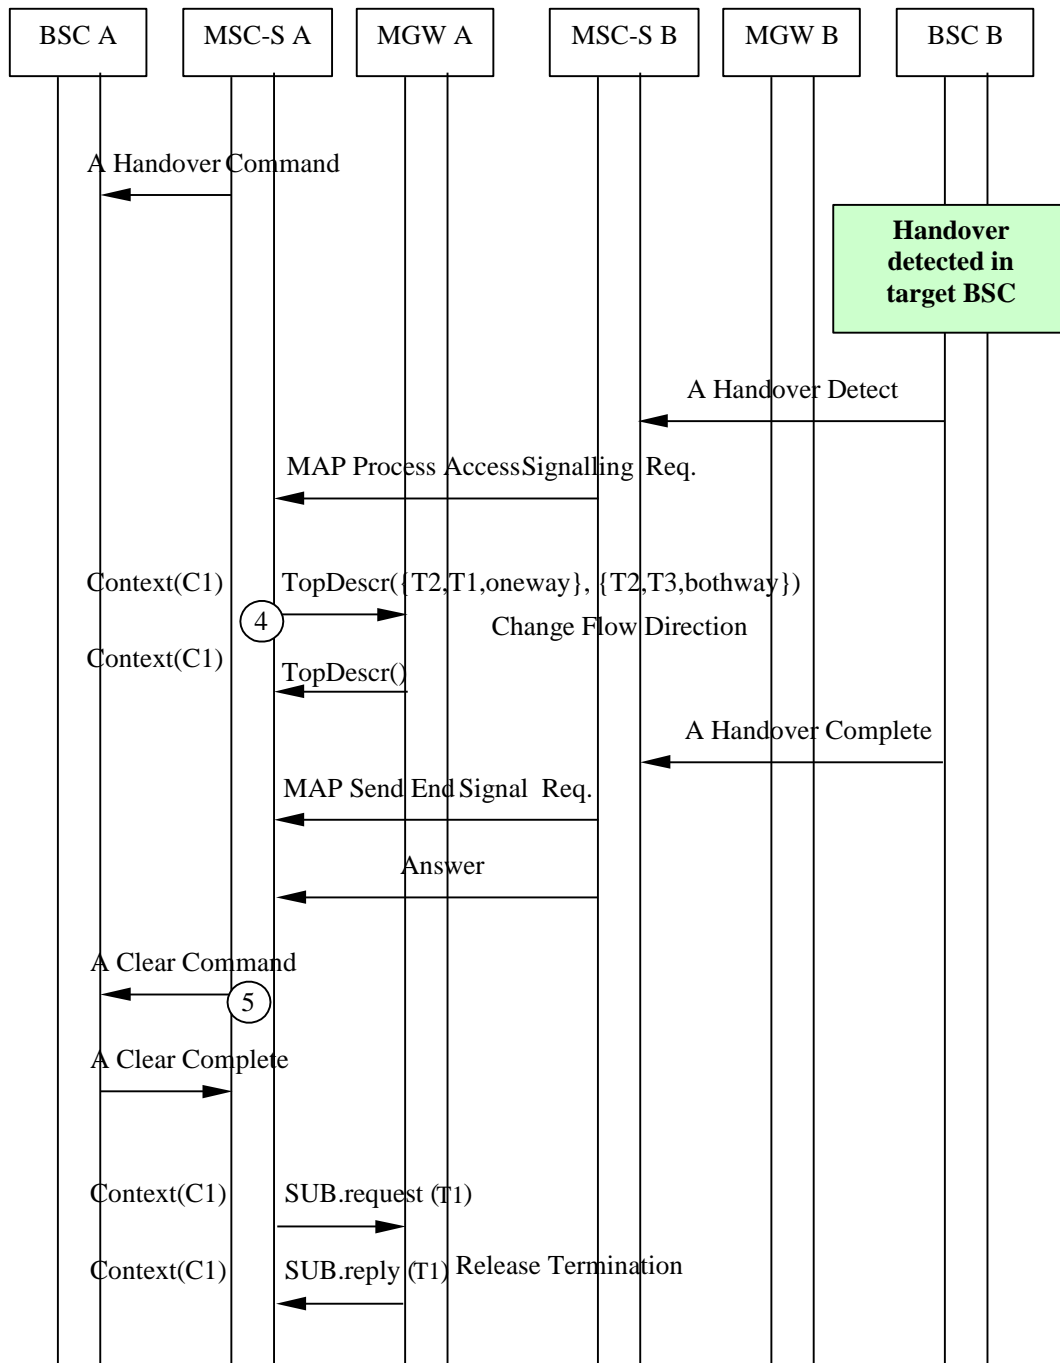 BSC A
MSC-S A
MGW A
MSC-S B
MGW B
BSC B
A Handover Command
Handover
detected in
target BSC
A Handover Detect
MAP Process Access Signalling Req.
Context(C1)
TopDescr({T2,T1,oneway}, {T2,T3,bothway})
4
Change Flow Direction
Context(C1)
TopDescr()
A Handover Complete
MAP Send End Signal Req.
Answer
A Clear Command
5
A Clear Complete
Context(C1)
SUB.request (T1)
Context(C1)
SUB.reply (T1)
Release Termination